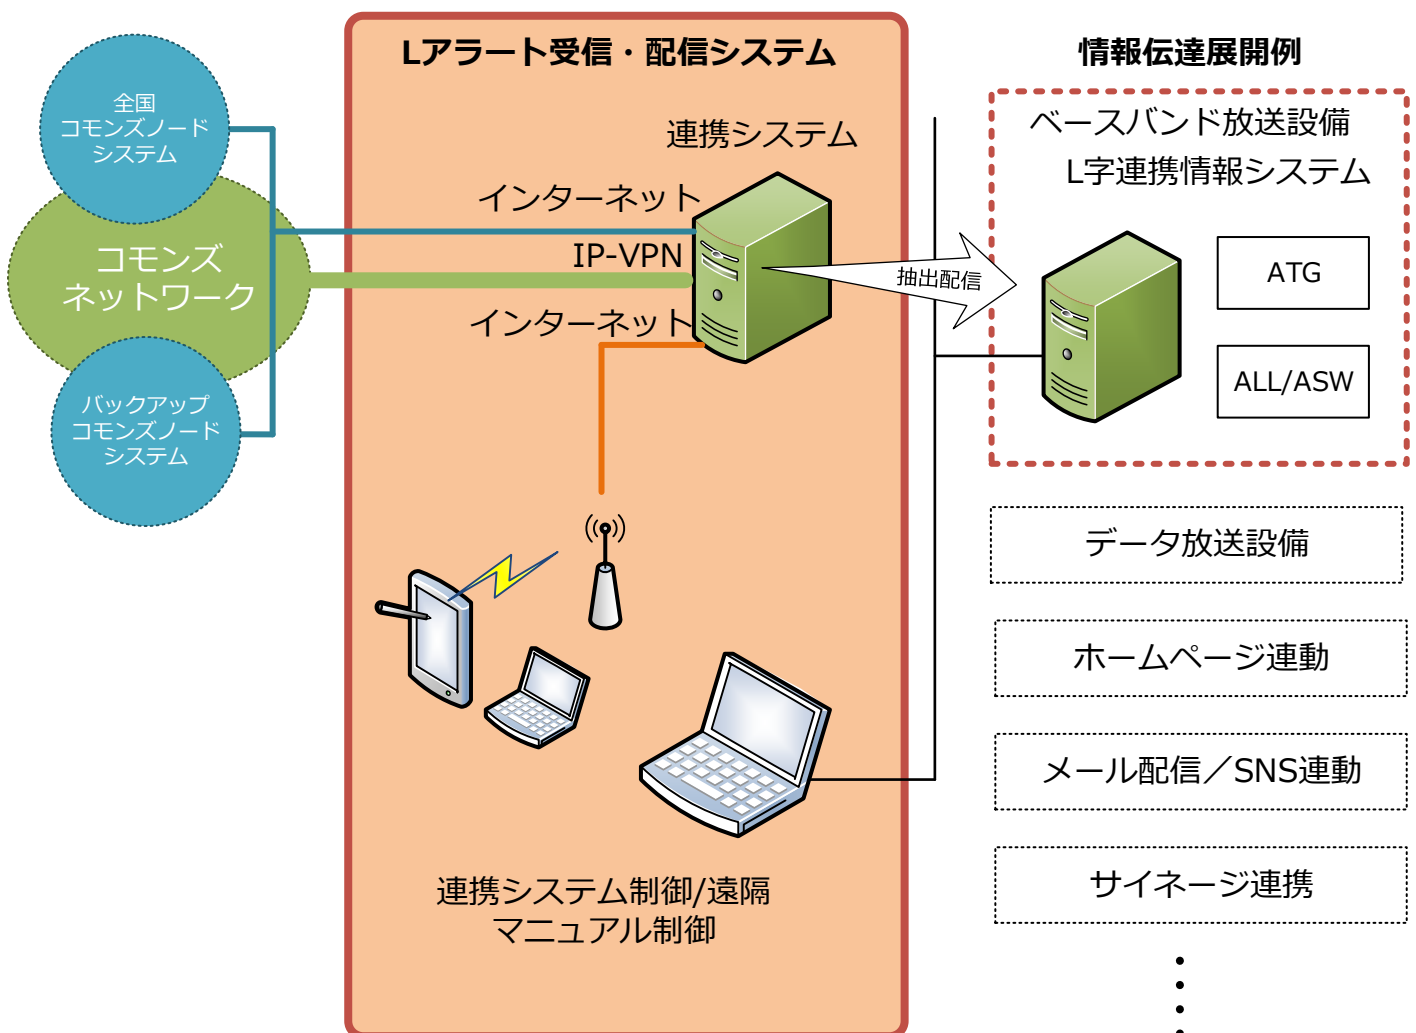 Lアラート受信・配信システム
情報伝達展開例
全国
コモンズノード
システム
コモンズ
ネットワーク
バックアップ
コモンズノード
システム
連携システム
インターネット
IP-VPN
インターネット
抽出配信
ベースバンド放送設備
L字連携情報システム
ATG
ALL/ASW
データ放送設備
ホームページ連動
メール配信／SNS連動
サイネージ連携
連携システム制御/遠隔
マニュアル制御